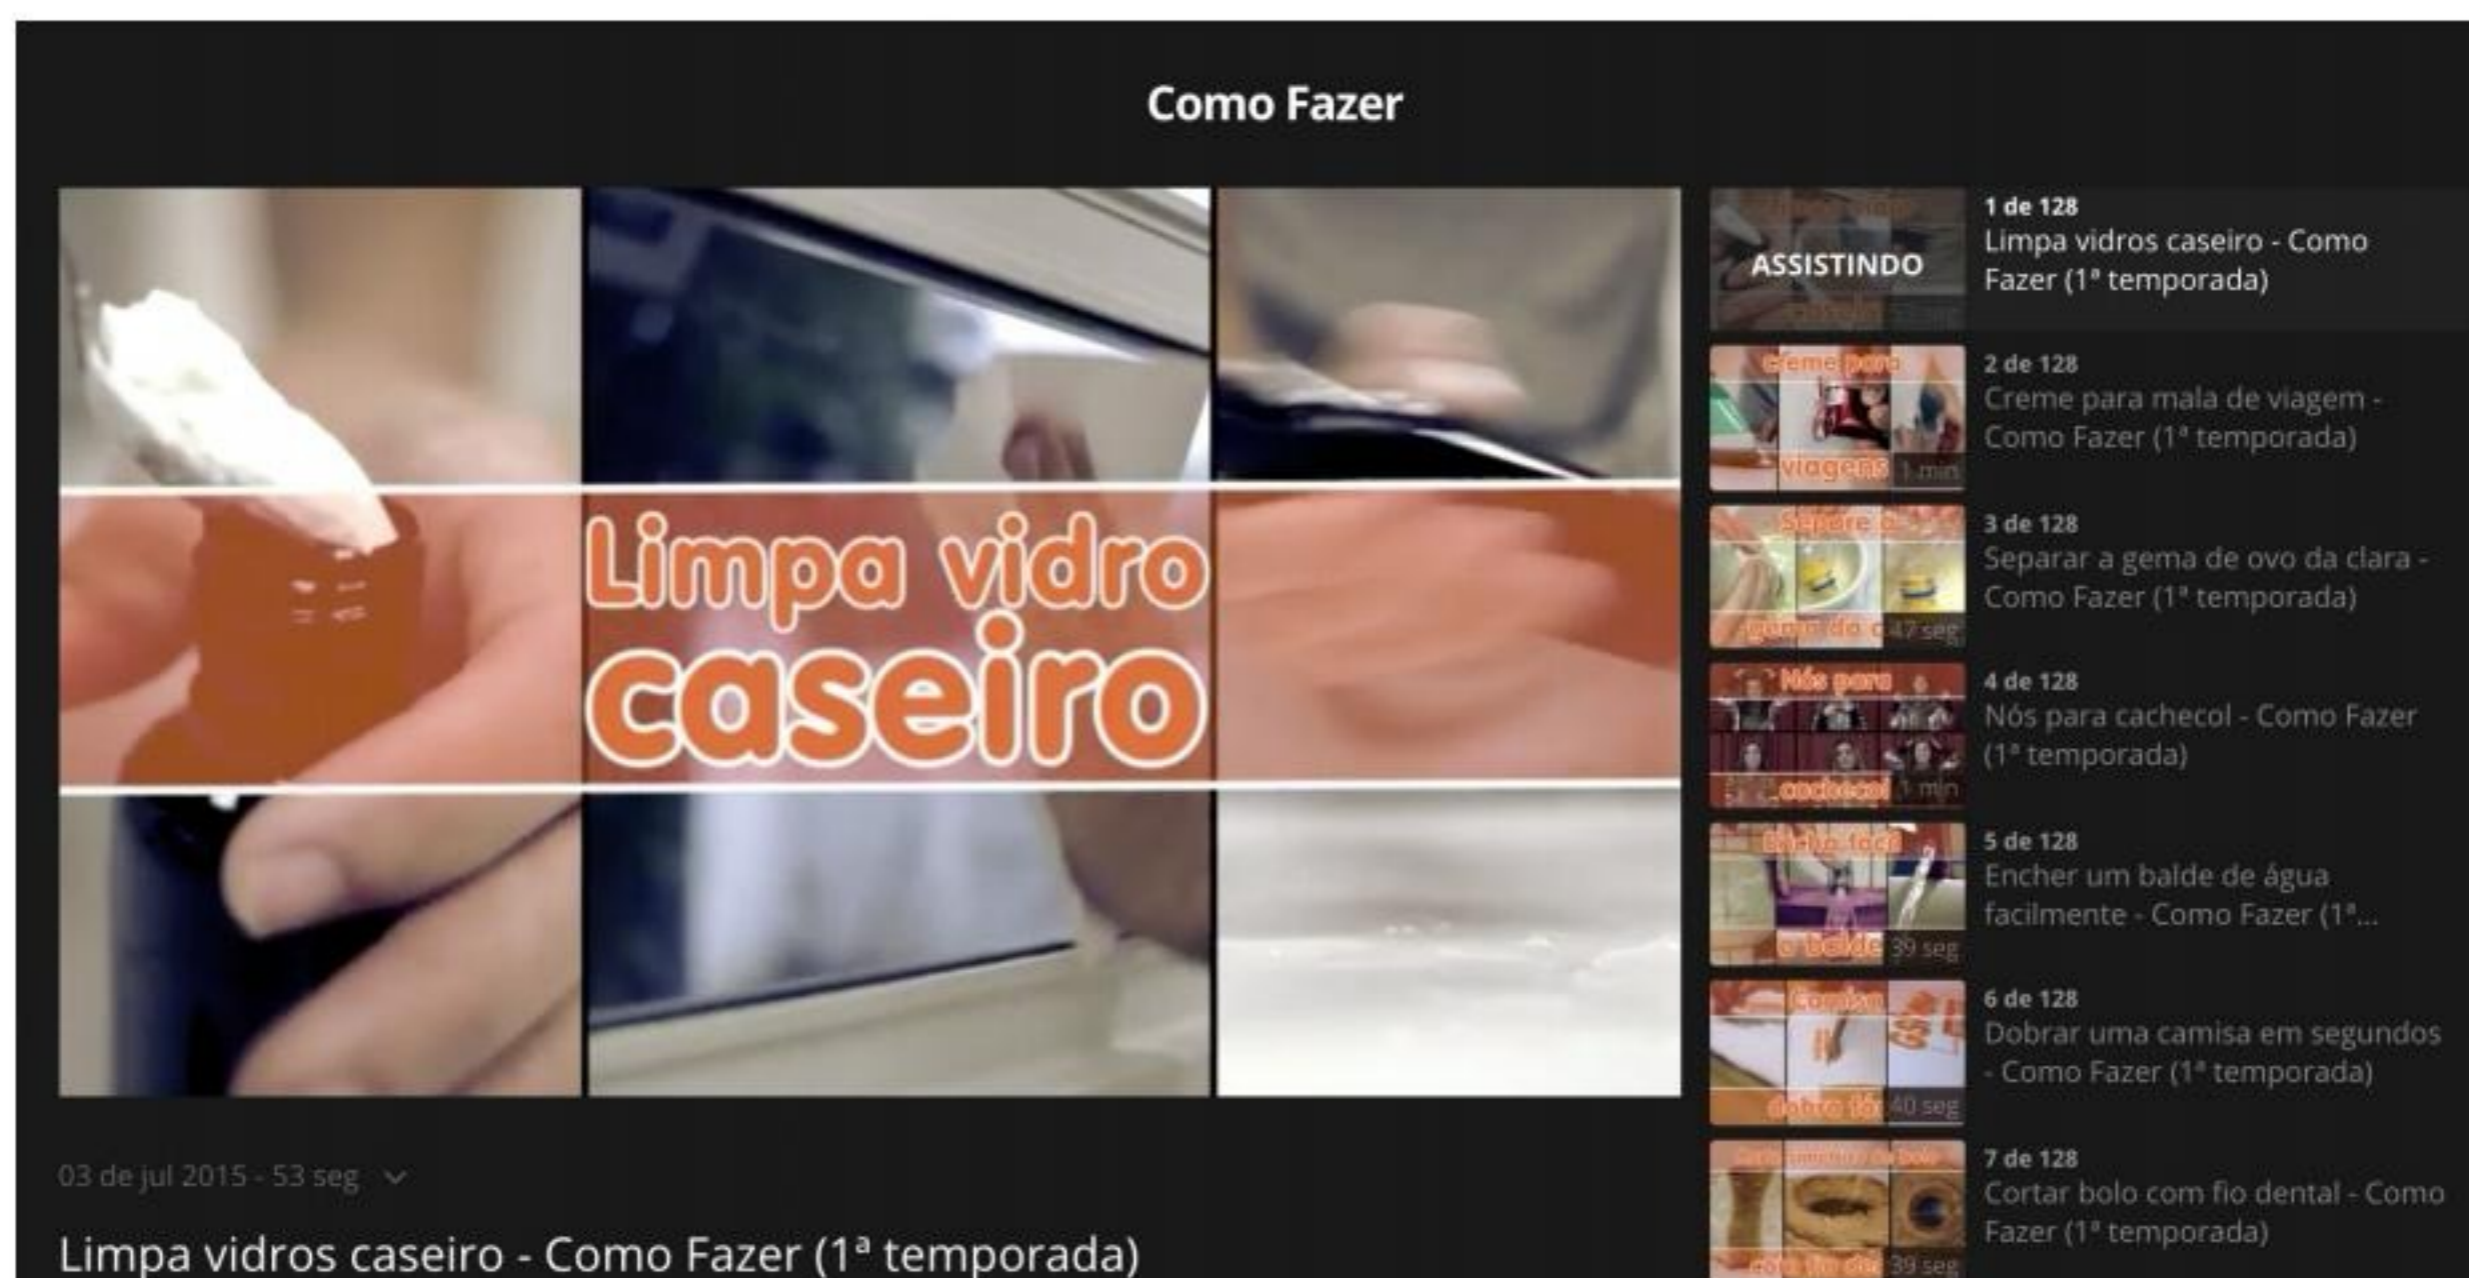 Como Fazer
Limpa vidro
caseiro
03 de jul 2015 - 53 seg
Limpa vidros caseiro - Como Fazer (1ª temporada)
ASSISTINDO
1 de 128
Limpa vidros caseiro - Como
Fazer (1ª temporada)
Creme para
viagens
1 min
2 de 128
Creme para mala de viagem -
Como Fazer (1ª temporada)
Separe a
gema da
47 seg
3 de 128
Separar a gema de ovo da clara -
Como Fazer (1ª temporada)
Nós para
cachecol
1 min
4 de 128
Nós para cachecol - Como Fazer
(1ª temporada)
o balde
39 seg
5 de 128
Encher um balde de água
facilmente - Como Fazer (1ª...
Camisa
dobra
40 seg
6 de 128
Dobrar uma camisa em segundos
- Como Fazer (1ª temporada)
39 seg
7 de 128
Cortar bolo com fio dental - Como
Fazer (1ª temporada)